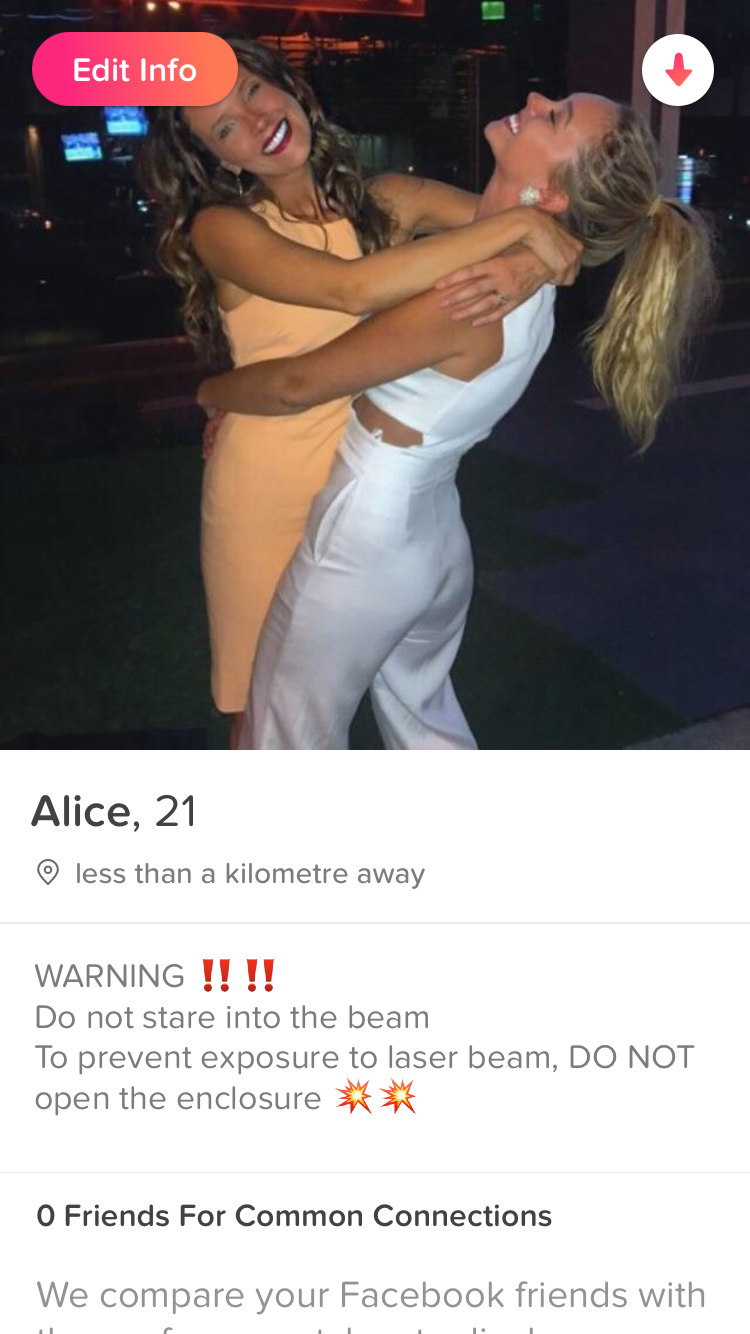 Edit Info
Alice, 21
less than a kilometre away
WARNING ‼️ ‼️
Do not stare into the beam
To prevent exposure to laser beam, DO NOT
open the enclosure 💥💥
0 Friends For Common Connections
We compare your Facebook friends with